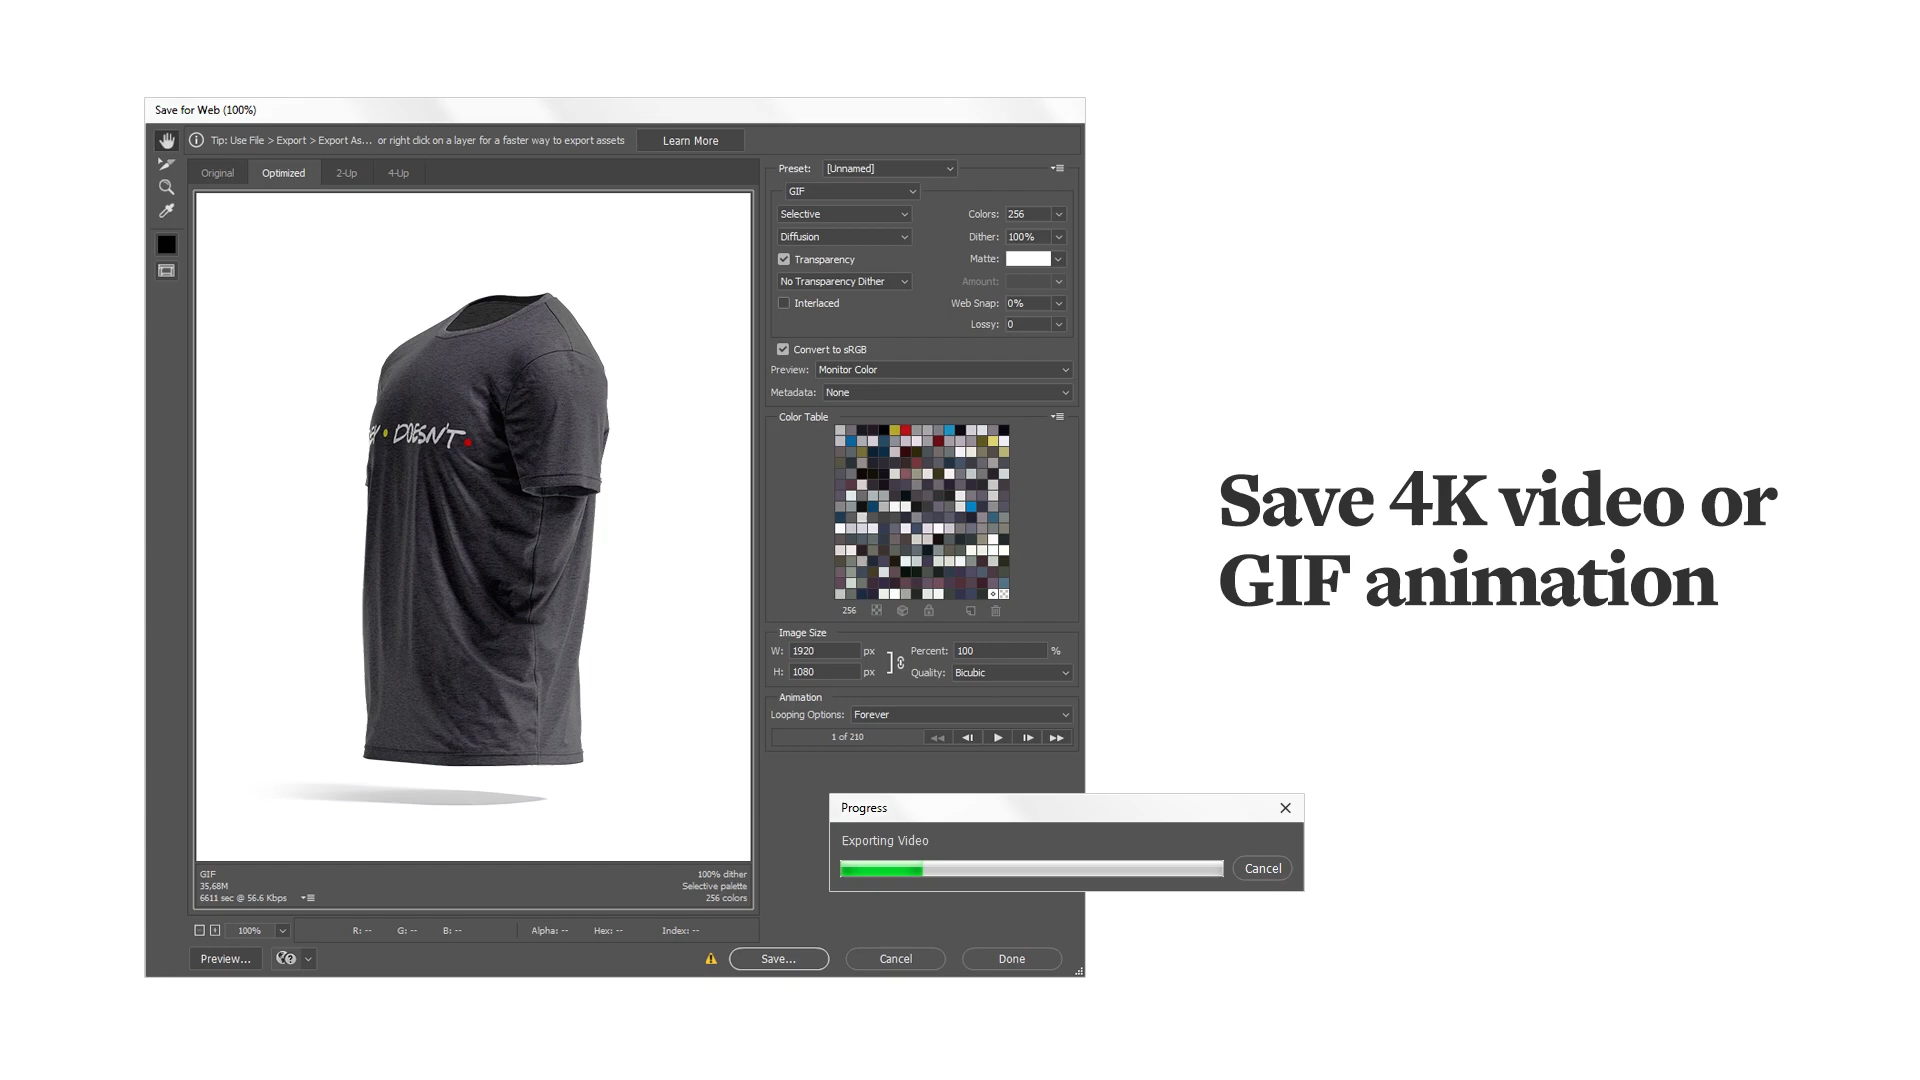 Save for Web (100%)
Tip: Use File > Export > Export As... or right click on a layer for a faster way to export assets
Learn More
Original Optimized 2-Up 4-Up
Preset: [Unnamed]
GIF
Selective Colors: 256
Diffusion Dither: 100%
Transparency Matte:
No Transparency Dither Amount:
Interlaced Web Snap: 0%
Lossy: 0
Convert to sRGB
Preview: Monitor Color
Metadata: None
Color Table
256
DOESN'T
Image Size
W: 1920 px Percent: 100 %
H: 1080 px Quality: Bicubic
Animation
Looping Options: Forever
1 of 210
GIF 100% dither
35,68M Selective palette
6611 sec @ 56.6 Kbps 256 colors
100% R: -- G: -- B: -- Alpha: -- Hex: -- Index: --
Preview... Save... Cancel Done
Progress
Exporting Video
Cancel
Save 4K video or
GIF animation